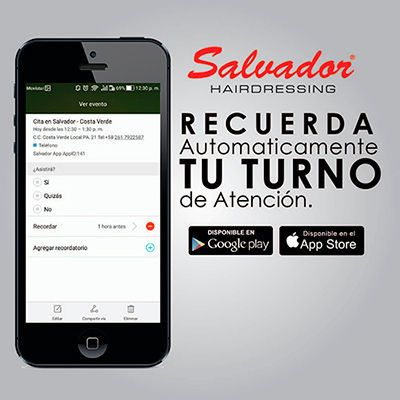 Movilnet
69%
12:30 p. m.
Ver evento
Cita en Salvador - Costa Verde
Hoy desde las 12:30 – 1:30 p. m.
C.C. Costa Verde Local PA. 21 Tel +58 261 7922587
Teléfono
Salvador App AppID:141
¿Asistirá?
Sí
Quizás
No
Recordar
1 hora antes
Agregar recordatorio
Editar
Compartir vía
Eliminar
Salvador®
HAIRDRESSING
RECUERDA
Automaticamente
TU TURNO
de Atención.
DISPONIBLE EN
Google play
Disponible en el
App Store